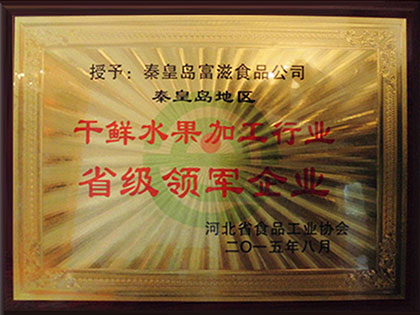 授予：秦皇岛富滋食品公司
秦皇岛地区
干鲜水果加工行业
省级领军企业
河北省食品工业协会
二〇一五年八月